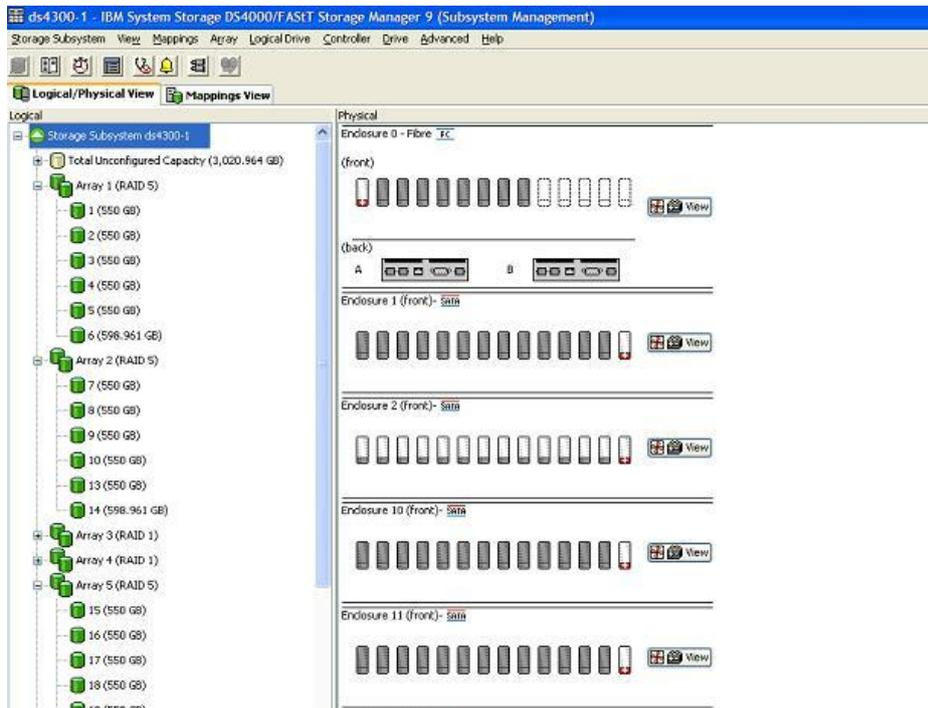 ds4300-1 - IBM System Storage DS4000/FAStT Storage Manager 9 (Subsystem Management)
Storage Subsystem View Mappings Array Logical Drive Controller Drive Advanced Help
Logical/Physical View Mappings View
Logical
Storage Subsystem ds4300-1
Total Unconfigured Capacity (3,020.964 GB)
Array 1 (RAID 5)
1 (550 GB)
2 (550 GB)
3 (550 GB)
4 (550 GB)
5 (550 GB)
6 (598.961 GB)
Array 2 (RAID 5)
7 (550 GB)
8 (550 GB)
9 (550 GB)
10 (550 GB)
13 (550 GB)
14 (598.961 GB)
Array 3 (RAID 1)
Array 4 (RAID 1)
Array 5 (RAID 5)
15 (550 GB)
16 (550 GB)
17 (550 GB)
18 (550 GB)
Physical
Enclosure 0 - Fibre FC
(front)
View
(back)
A B
Enclosure 1 (front)- SATA
View
Enclosure 2 (front)- SATA
View
Enclosure 10 (front)- SATA
View
Enclosure 11 (front)- SATA
View